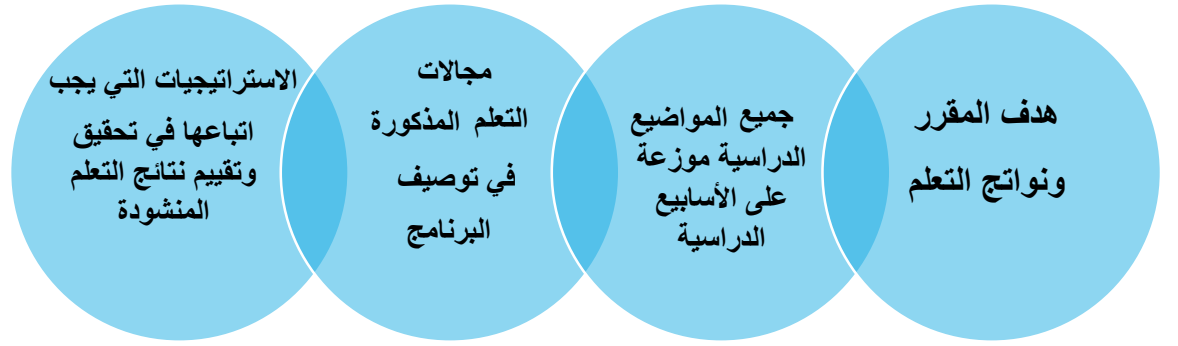 هدف المقرر
ونواتج التعلم
جميع المواضيع
الدراسية موزعة
على الأسابيع
الدراسية
مجالات
التعلم المذكورة
في توصيف
البرنامج
الاستراتيجيات التي يجب
اتباعها في تحقيق
وتقييم نتائج التعلم
المنشودة